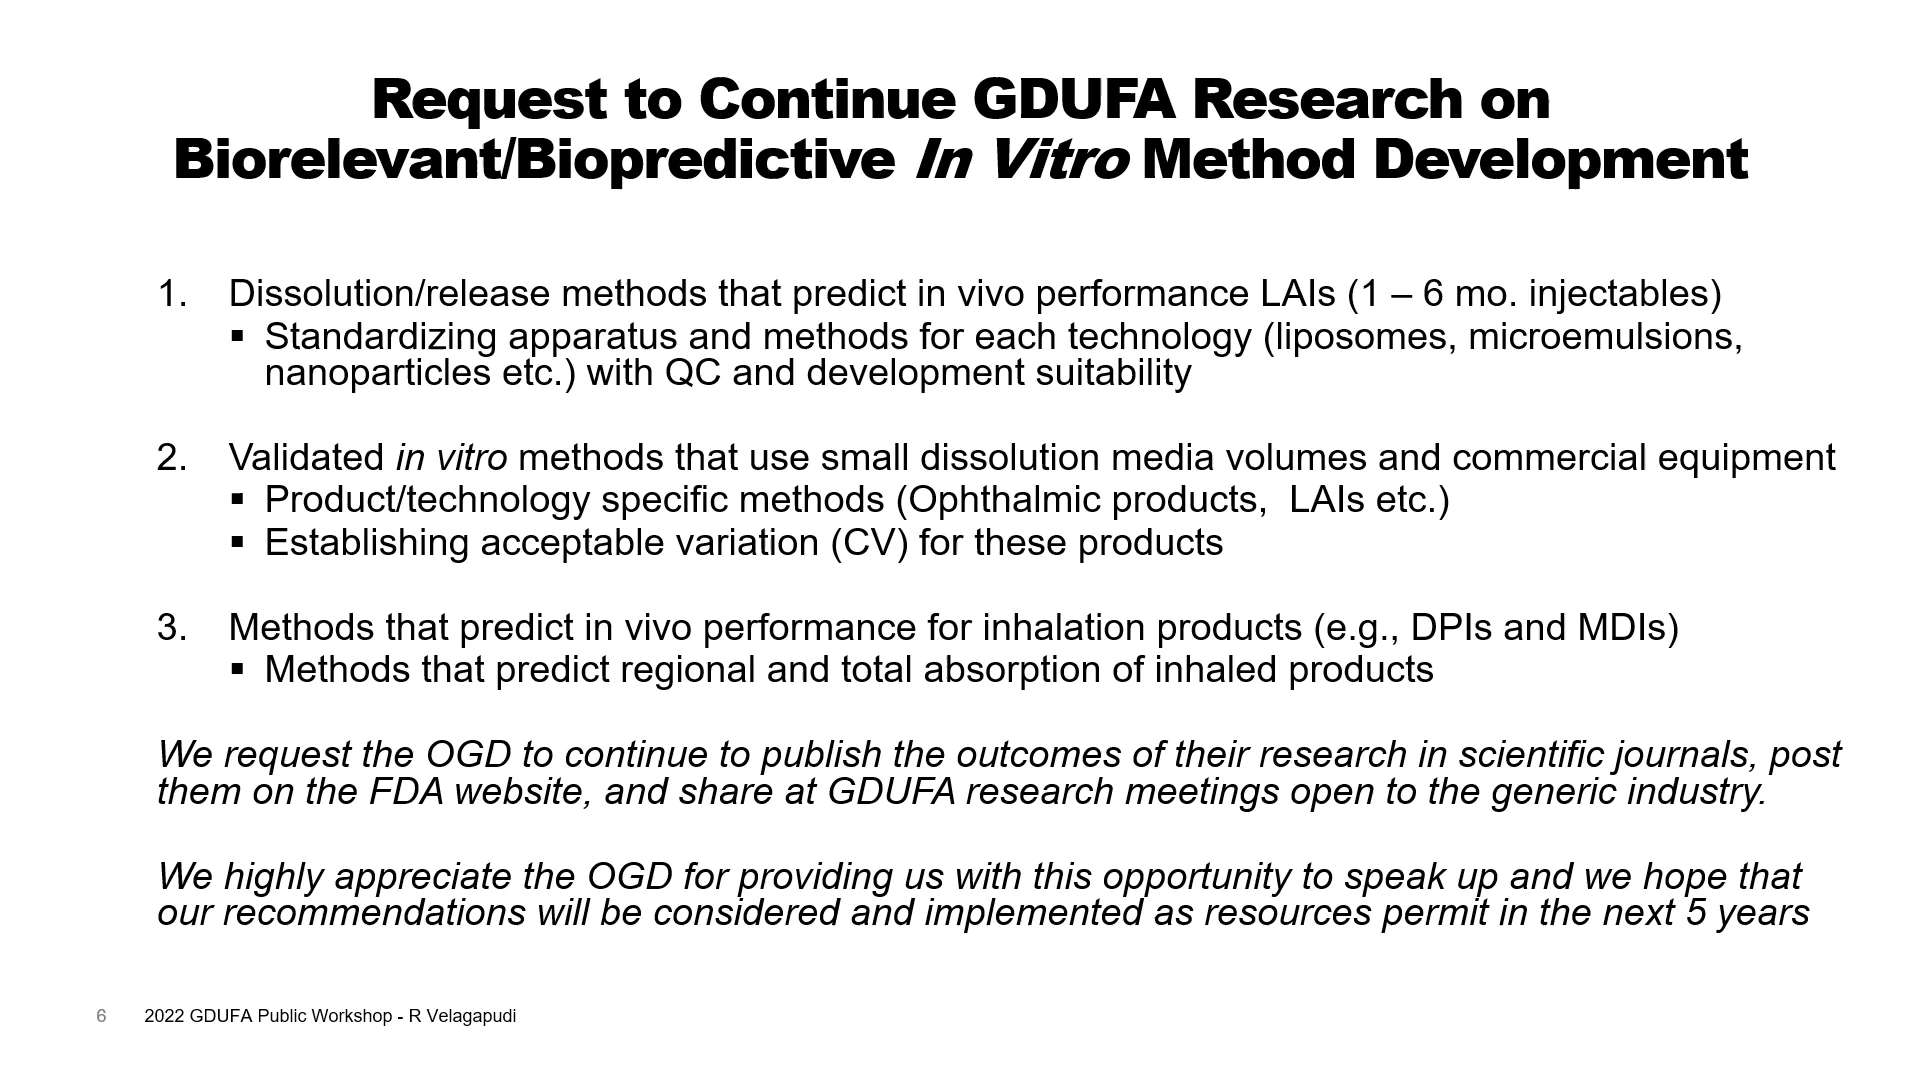 Request to Continue GDUFA Research on
Biorelevant/Biopredictive In Vitro Method Development
1. Dissolution/release methods that predict in vivo performance LAIs (1 – 6 mo. injectables)
▪ Standardizing apparatus and methods for each technology (liposomes, microemulsions,
nanoparticles etc.) with QC and development suitability
2. Validated in vitro methods that use small dissolution media volumes and commercial equipment
▪ Product/technology specific methods (Ophthalmic products,  LAIs etc.)
▪ Establishing acceptable variation (CV) for these products
3. Methods that predict in vivo performance for inhalation products (e.g., DPIs and MDIs)
▪ Methods that predict regional and total absorption of inhaled products
We request the OGD to continue to publish the outcomes of their research in scientific journals, post
them on the FDA website, and share at GDUFA research meetings open to the generic industry.
We highly appreciate the OGD for providing us with this opportunity to speak up and we hope that
our recommendations will be considered and implemented as resources permit in the next 5 years
6 2022 GDUFA Public Workshop - R Velagapudi